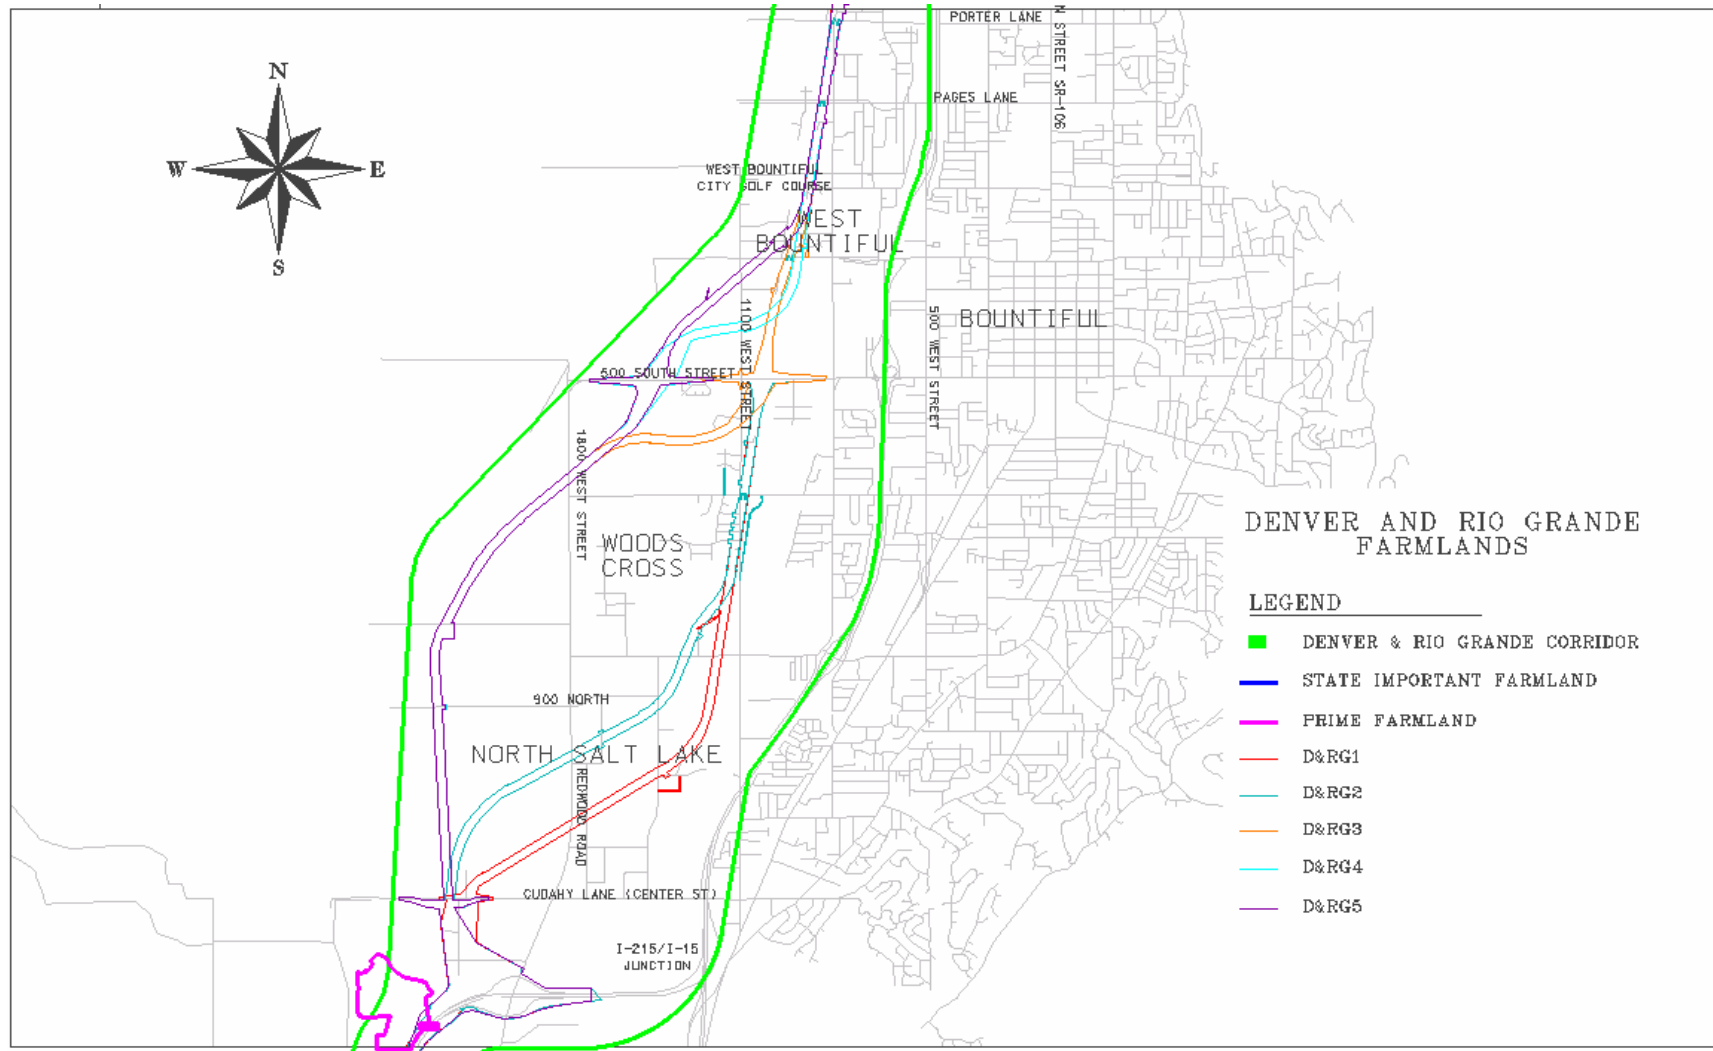 PORTER LANE
N STREET SR-106
PAGES LANE
N
W
E
S
WEST BOUNTIFUL
CITY GOLF COURSE
WEST
BOUNTIFUL
1100 WEST STREET
500 WEST STREET
BOUNTIFUL
500 SOUTH STREET
1800 WEST STREET
WOODS
CROSS
900 NORTH
NORTH SALT LAKE
REDWOOD ROAD
CUDAHY LANE (CENTER ST)
I-215/I-15
JUNCTION
DENVER AND RIO GRANDE
FARMLANDS
LEGEND
DENVER & RIO GRANDE CORRIDOR
STATE IMPORTANT FARMLAND
PRIME FARMLAND
D&RG1
D&RG2
D&RG3
D&RG4
D&RG5